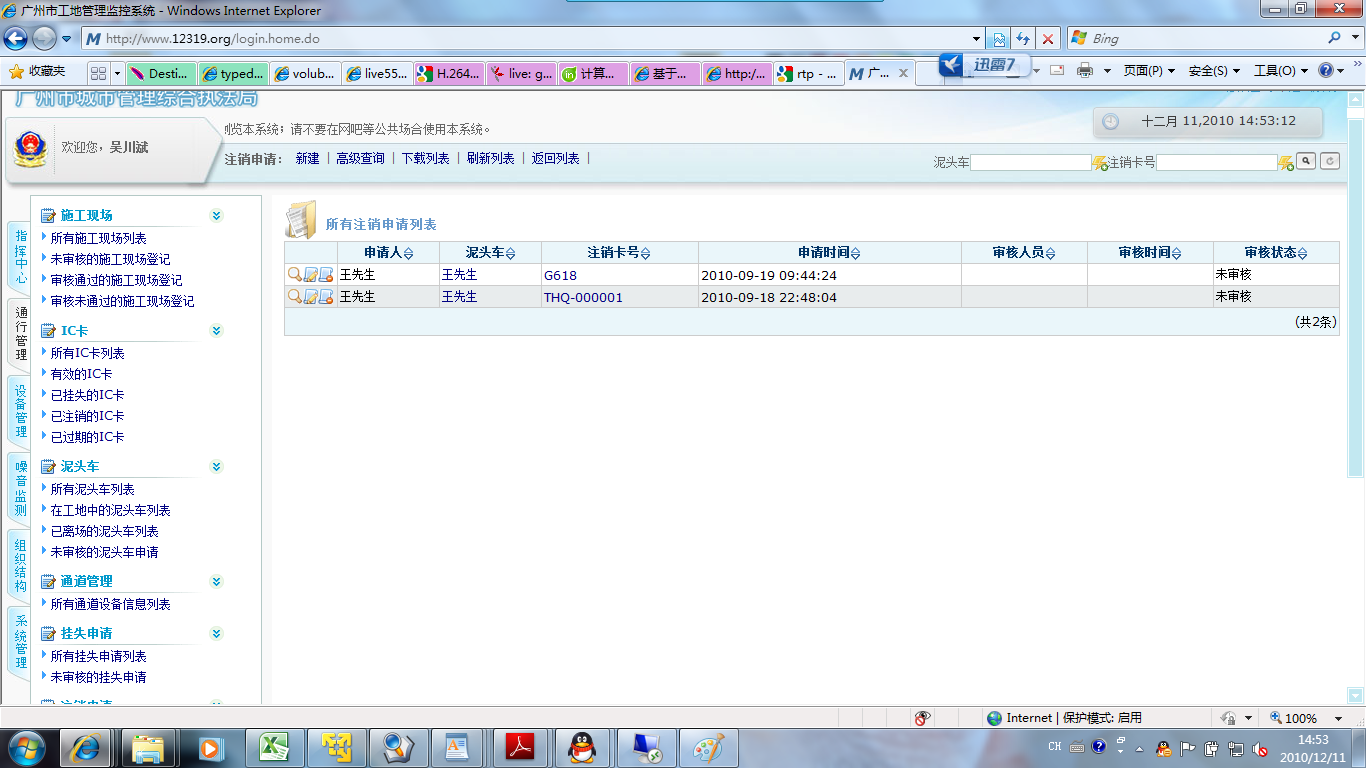 广州市工地管理监控系统 - Windows Internet Explorer
http://www.12319.org/login.home.do
Bing
收藏夹
Desti...
typed...
volub...
live55...
H.264...
live: g...
计算...
基于...
http:/...
rtp - ...
广...
迅雷7
页面(P)
安全(S)
工具(O)
广州市城市管理综合执法局
欢迎您，吴川斌
览本系统；请不要在网吧等公共场合使用本系统。
十二月 11,2010 14:53:12
注销申请： 新建 | 高级查询 | 下载列表 | 刷新列表 | 返回列表 |
泥头车
注销卡号
指挥中心
通行管理
设备管理
噪音监测
组织结构
系统管理
施工现场
所有施工现场列表
未审核的施工现场登记
审核通过的施工现场登记
审核未通过的施工现场登记
IC卡
所有IC卡列表
有效的IC卡
已挂失的IC卡
已注销的IC卡
已过期的IC卡
泥头车
所有泥头车列表
在工地中的泥头车列表
已离场的泥头车列表
未审核的泥头车申请
通道管理
所有通道设备信息列表
挂失申请
所有挂失申请列表
未审核的挂失申请
注销申请
所有注销申请列表
申请人 泥头车 注销卡号 申请时间 审核人员 审核时间 审核状态
王先生 王先生 G618 2010-09-19 09:44:24 未审核
王先生 王先生 THQ-000001 2010-09-18 22:48:04 未审核
(共2条)
Internet | 保护模式: 启用
100%
CH
14:53
2010/12/11